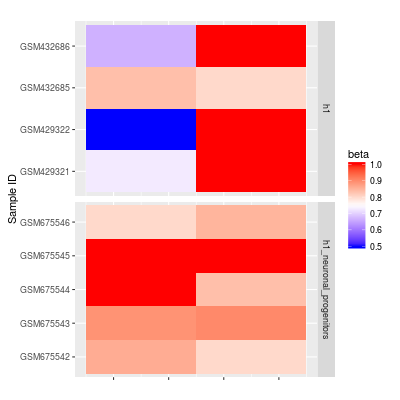 Sample ID
GSM432686
GSM432685
GSM429322
GSM429321
h1
GSM675546
GSM675545
GSM675544
GSM675543
GSM675542
h1_neuronal_progenitors
beta
1.0
0.9
0.8
0.7
0.6
0.5